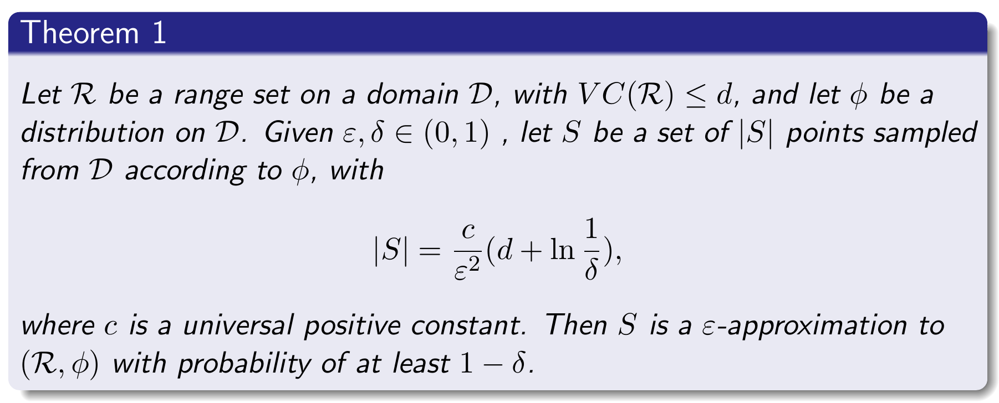 Theorem 1
Let $\mathcal{R}$ be a range set on a domain $\mathcal{D}$, with $VC(\mathcal{R}) \leq d$, and let $\phi$ be a
distribution on $\mathcal{D}$. Given $\varepsilon, \delta \in (0, 1)$ , let $S$ be a set of $|S|$ points sampled
from $\mathcal{D}$ according to $\phi$, with
$|S| = \frac{c}{\varepsilon^2}(d + \ln \frac{1}{\delta}),$
where $c$ is a universal positive constant. Then $S$ is a $\varepsilon$-approximation to
$(\mathcal{R}, \phi)$ with probability of at least $1 - \delta$.